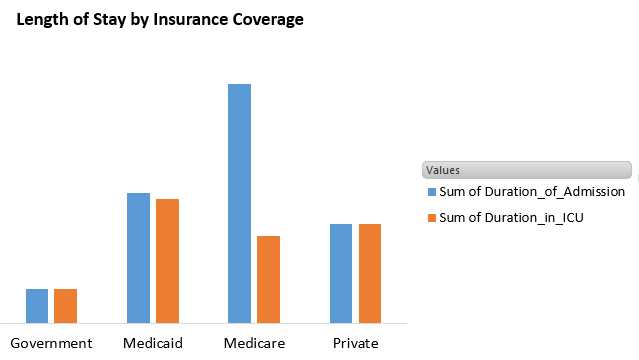 Length of Stay by Insurance Coverage
Values
Sum of Duration_of_Admission
Sum of Duration_in_ICU
Government Medicaid Medicare Private